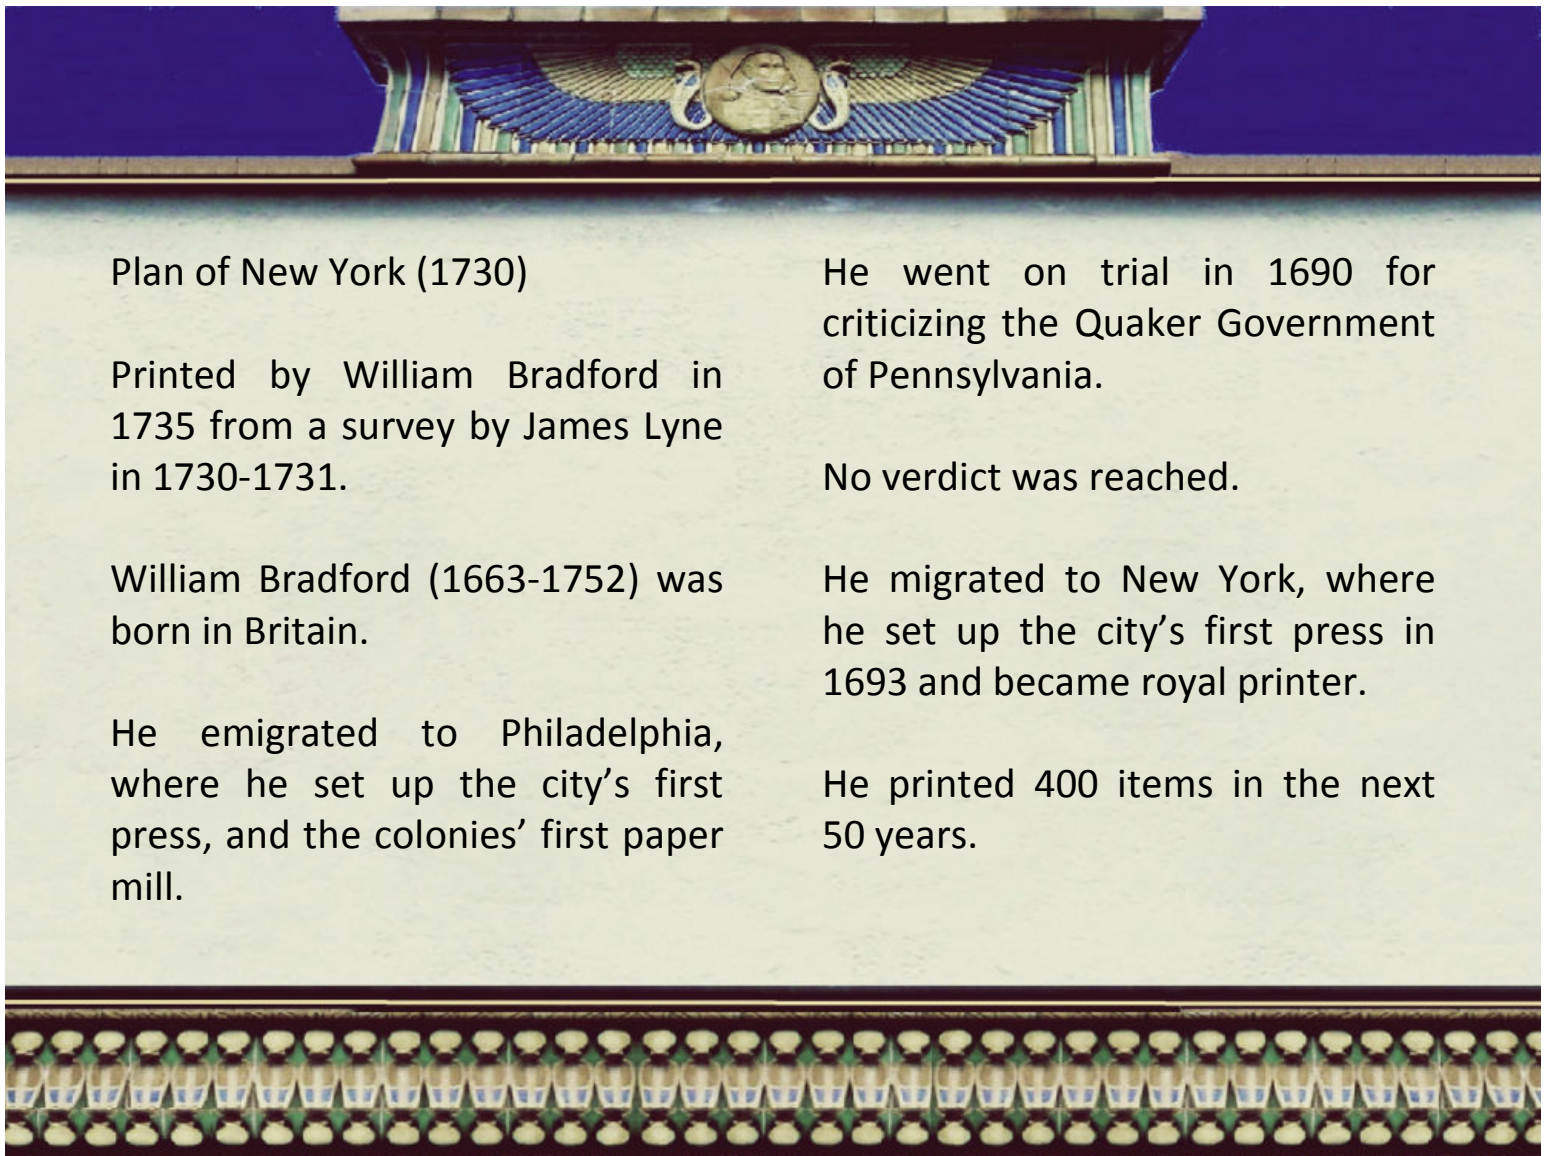 Plan of New York (1730)
Printed by William Bradford in
1735 from a survey by James Lyne
in 1730-1731.
William Bradford (1663-1752) was
born in Britain.
He emigrated to Philadelphia,
where he set up the city’s first
press, and the colonies’ first paper
mill.
He went on trial in 1690 for
criticizing the Quaker Government
of Pennsylvania.
No verdict was reached.
He migrated to New York, where
he set up the city’s first press in
1693 and became royal printer.
He printed 400 items in the next
50 years.